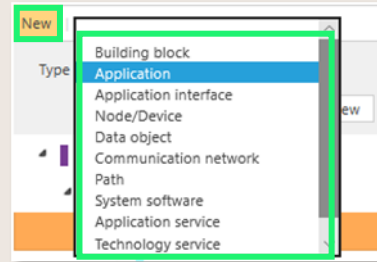 New
Building block
Application
Type
Application interface
Node/Device
ew
Data object
Communication network
Path
System software
Application service
Technology service